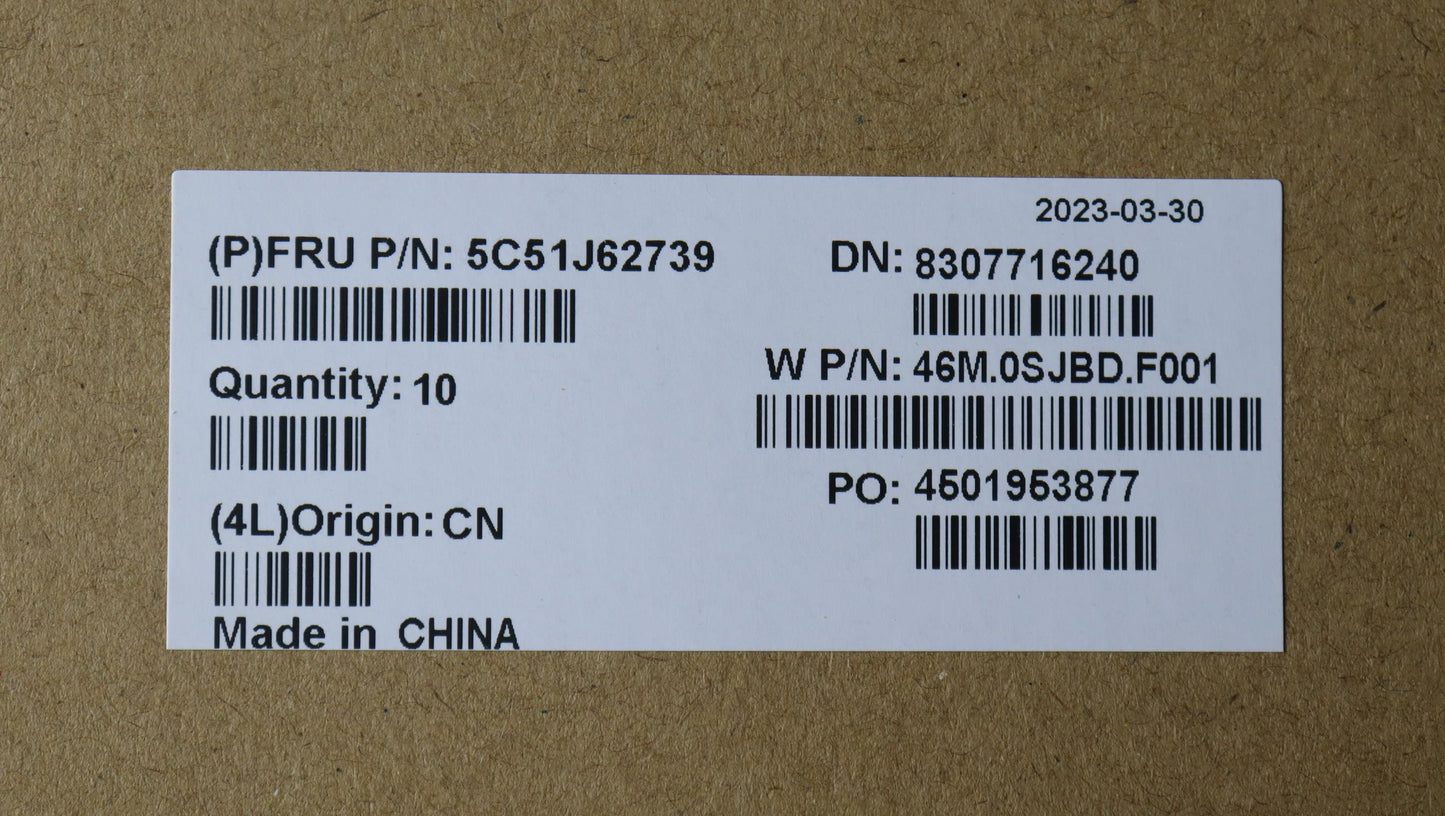 2023-03-30
(P)FRU P/N: 5C51J62739
DN: 8307716240
W P/N: 46M.0SJBD.F001
Quantity: 10
PO: 4501953877
(4L)Origin: CN
Made in CHINA